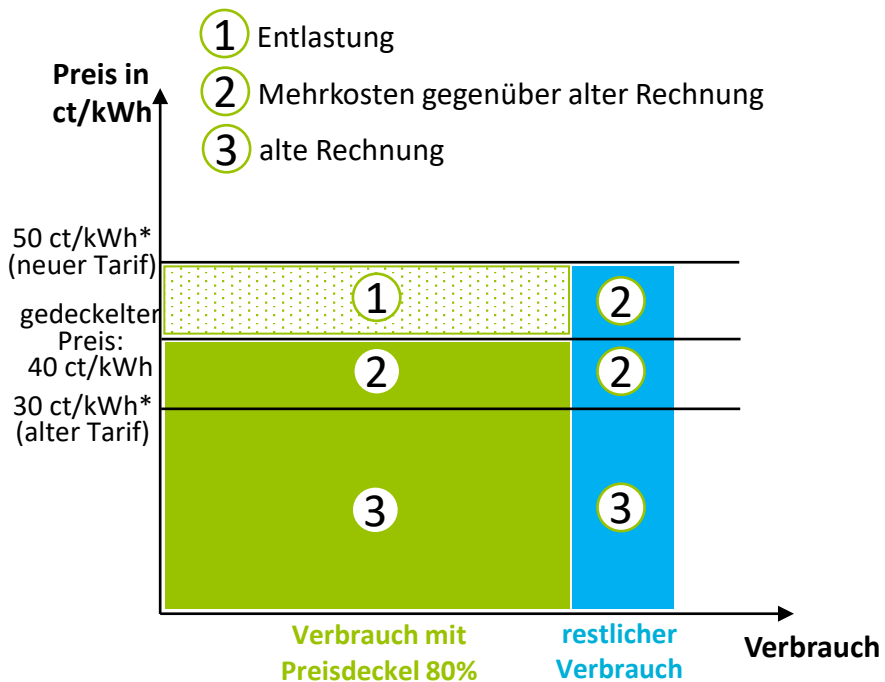 1 Entlastung
Preis in
ct/kWh
2 Mehrkosten gegenüber alter Rechnung
3 alte Rechnung
50 ct/kWh*
(neuer Tarif)
1
2
gedeckelter
Preis:
40 ct/kWh
2
2
30 ct/kWh*
(alter Tarif)
3
3
Verbrauch mit
Preisdeckel 80%
restlicher
Verbrauch
Verbrauch